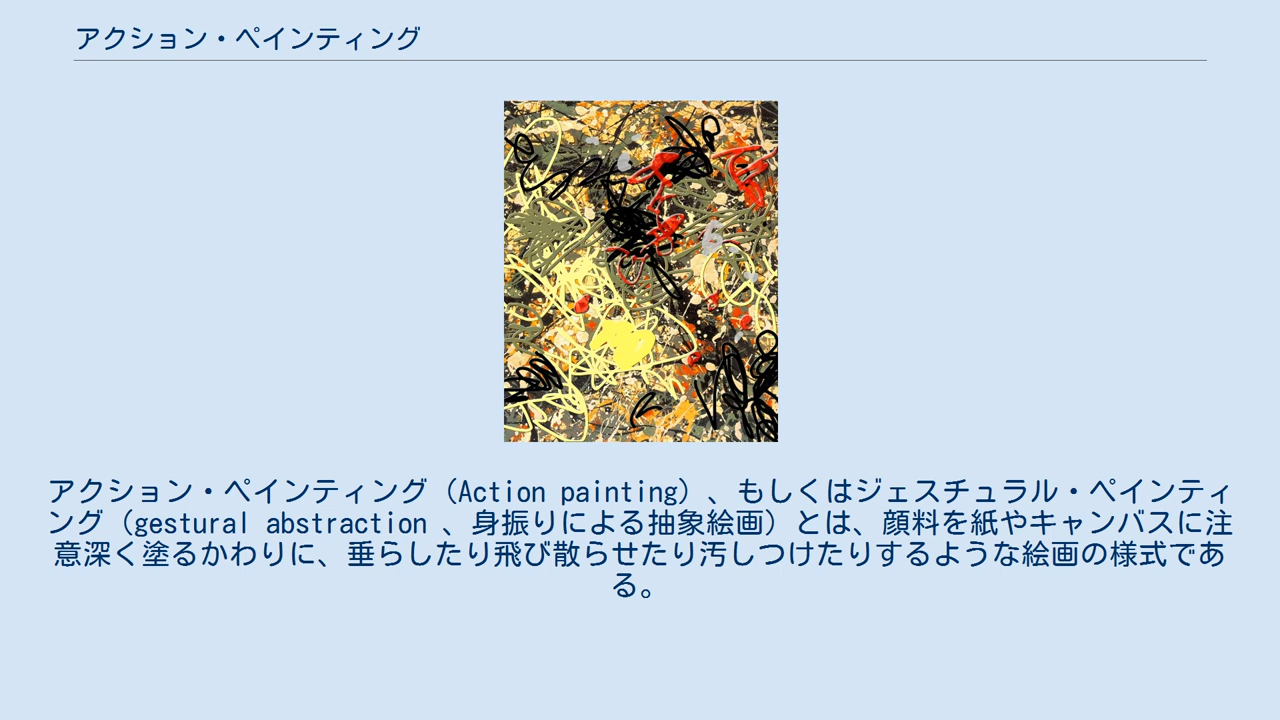 アクション・ペインティング
アクション・ペインティング（Action painting）、もしくはジェスチュラル・ペインティ
ング（gestural abstraction 、身振りによる抽象絵画）とは、顔料を紙やキャンバスに注
意深く塗るかわりに、垂らしたり飛び散らせたり汚しつけたりするような絵画の様式であ
る。